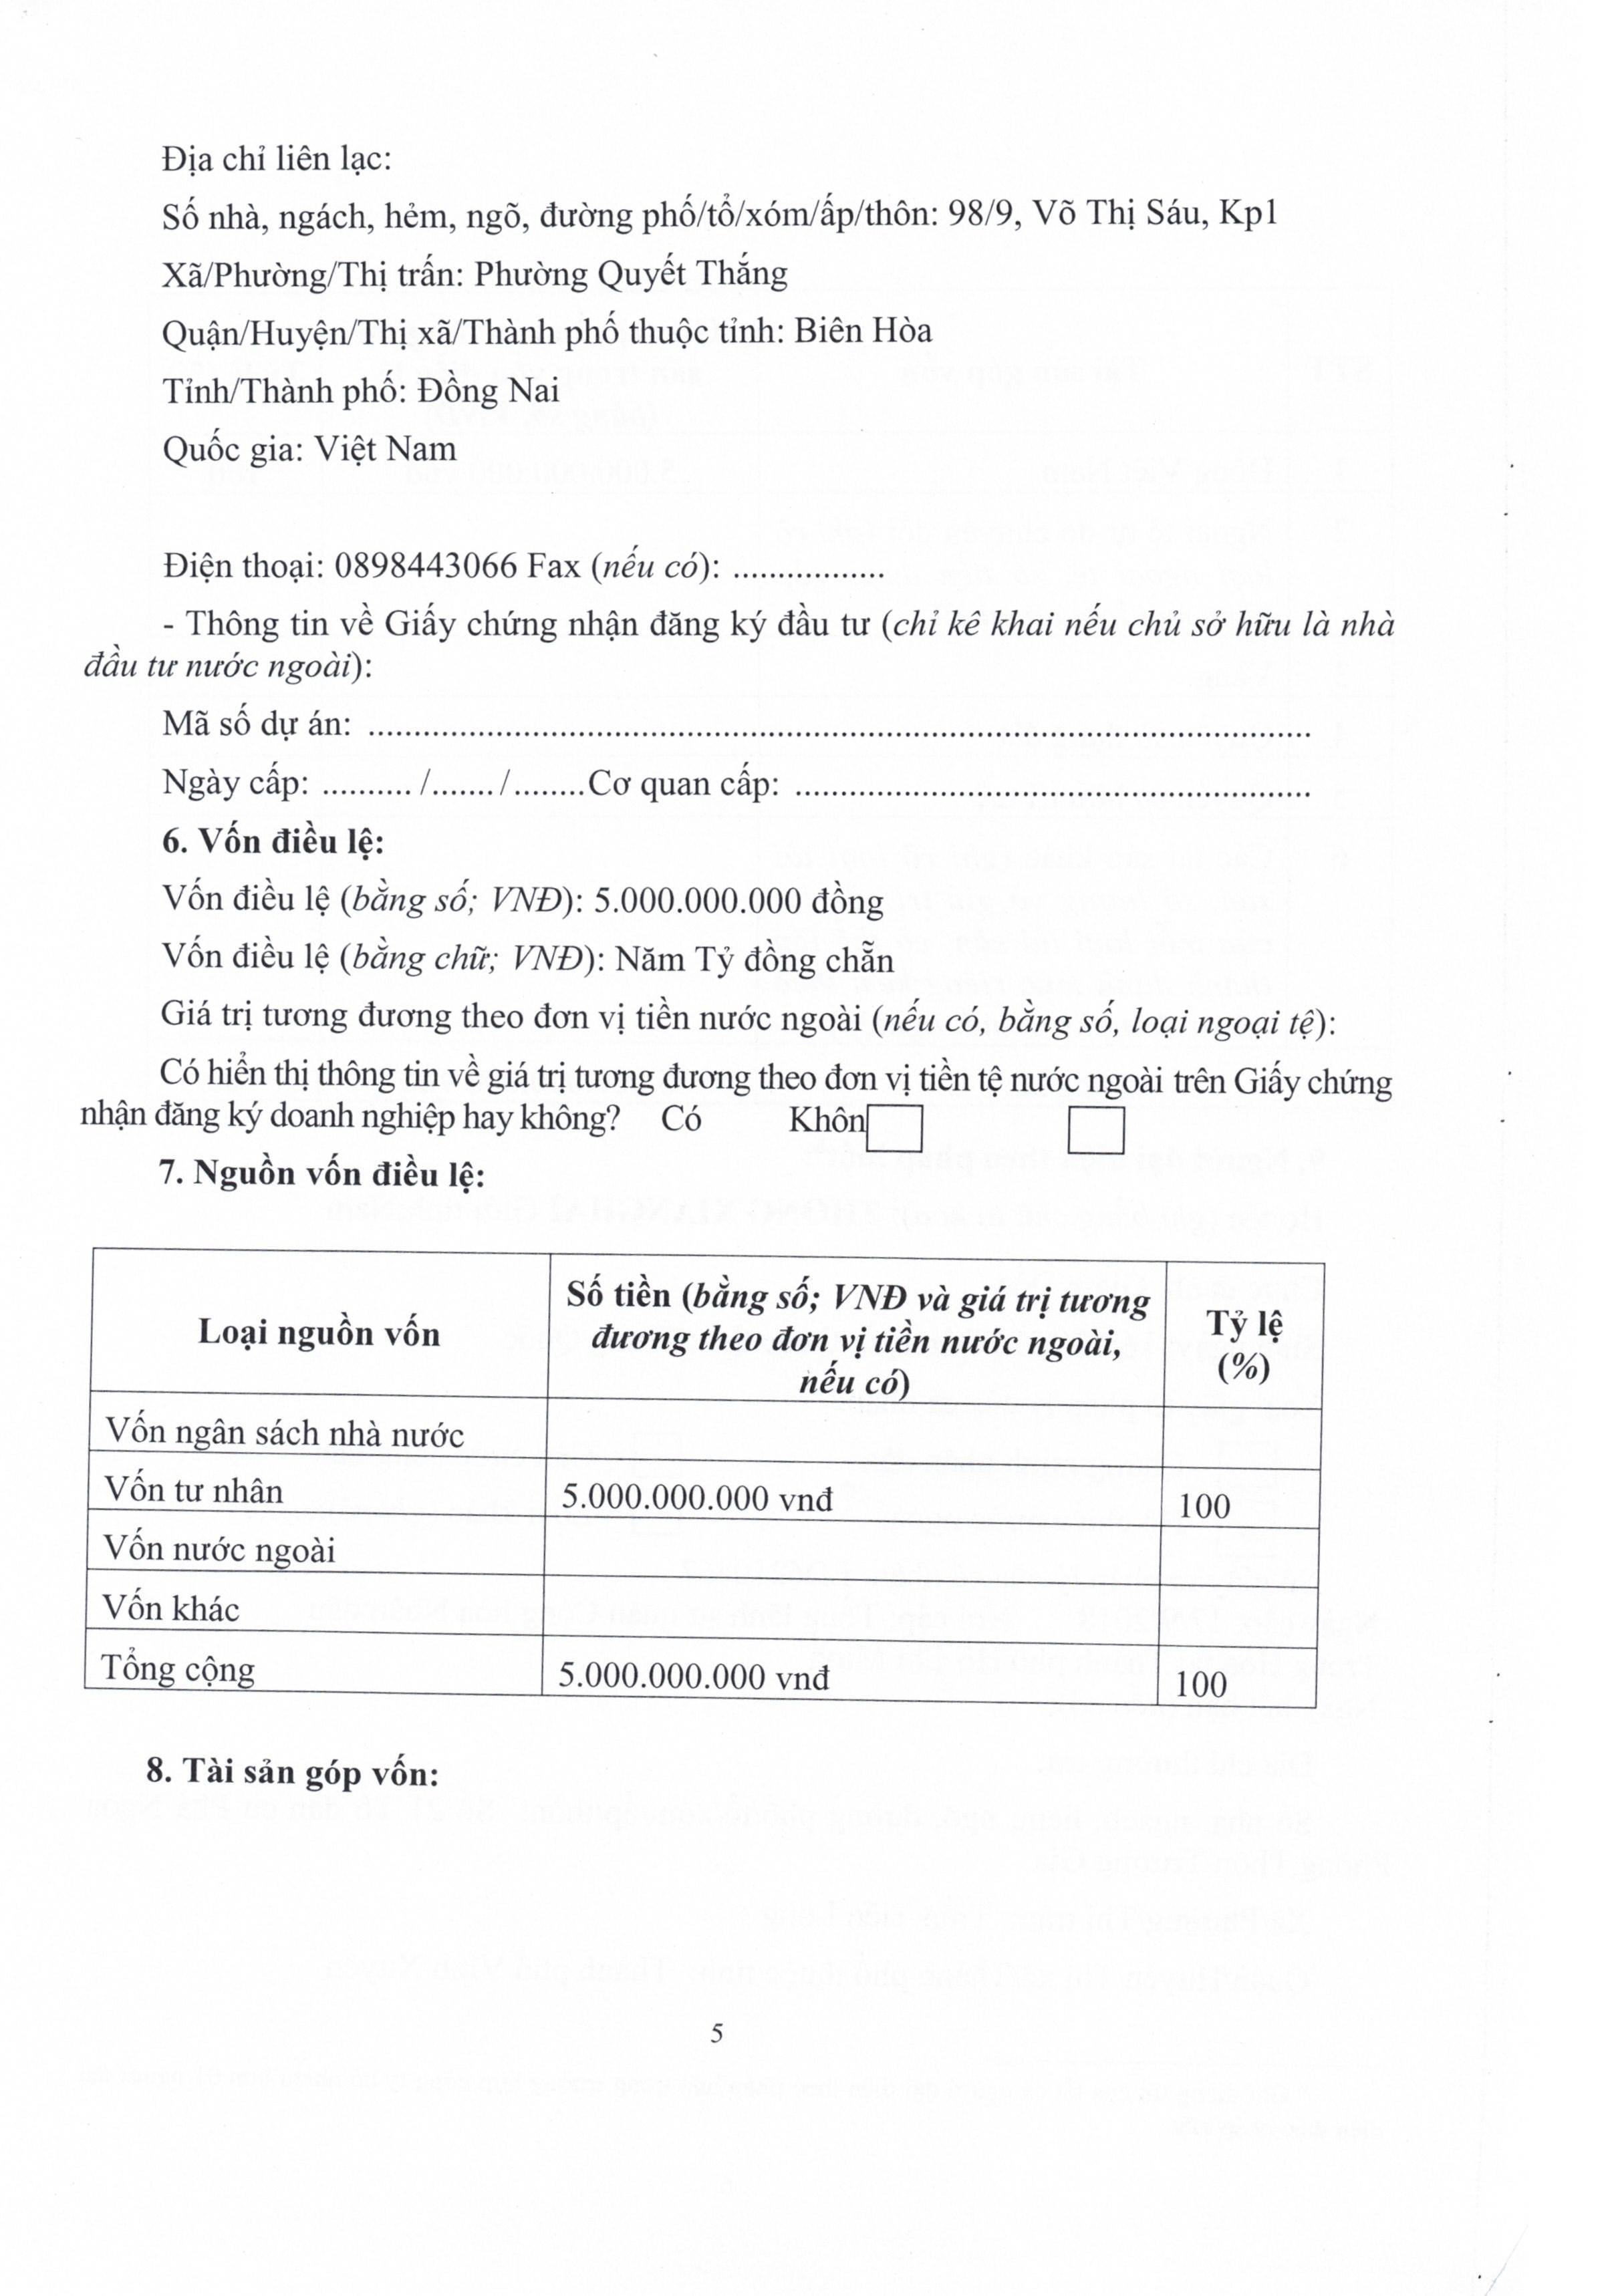 Địa chỉ liên lạc:
Số nhà, ngách, hẻm, ngõ, đường phố/tổ/xóm/ấp/thôn: 98/9, Võ Thị Sáu, Kp1
Xã/Phường/Thị trấn: Phường Quyết Thắng
Quận/Huyện/Thị xã/Thành phố thuộc tỉnh: Biên Hòa
Tỉnh/Thành phố: Đồng Nai
Quốc gia: Việt Nam
Điện thoại: 0898443066 Fax (nếu có): .................
- Thông tin về Giấy chứng nhận đăng ký đầu tư (chỉ kê khai nếu chủ sở hữu là nhà
đầu tư nước ngoài):
Mã số dự án: ..........................................................................................................
Ngày cấp: .......... /......./........Cơ quan cấp: ..........................................................
6. Vốn điều lệ:
Vốn điều lệ (bằng số; VNĐ): 5.000.000.000 đồng
Vốn điều lệ (bằng chữ; VNĐ): Năm Tỷ đồng chẵn
Giá trị tương đương theo đơn vị tiền nước ngoài (nếu có, bằng số, loại ngoại tệ):
Có hiển thị thông tin về giá trị tương đương theo đơn vị tiền tệ nước ngoài trên Giấy chứng
nhận đăng ký doanh nghiệp hay không? Có Khôn
7. Nguồn vốn điều lệ:
Loại nguồn vốn
Số tiền (bằng số; VNĐ và giá trị tương
đương theo đơn vị tiền nước ngoài,
nếu có)
Tỷ lệ
(%)
Vốn ngân sách nhà nước
Vốn tư nhân 5.000.000.000 vnđ 100
Vốn nước ngoài
Vốn khác
Tổng cộng 5.000.000.000 vnđ 100
8. Tài sản góp vốn:
5